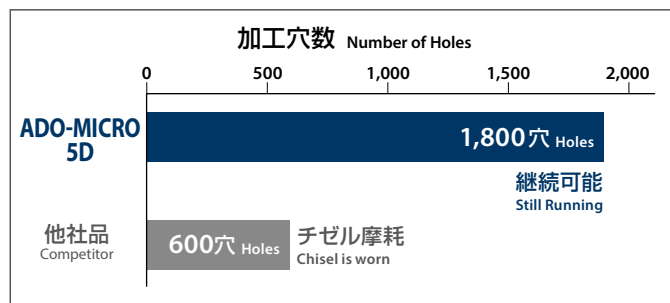 加工穴数 Number of Holes
0 500 1,000 1,500 2,000
ADO-MICRO
5D
1,800穴 Holes
継続可能
Still Running
他社品
Competitor
600穴 Holes
チゼル摩耗
Chisel is worn